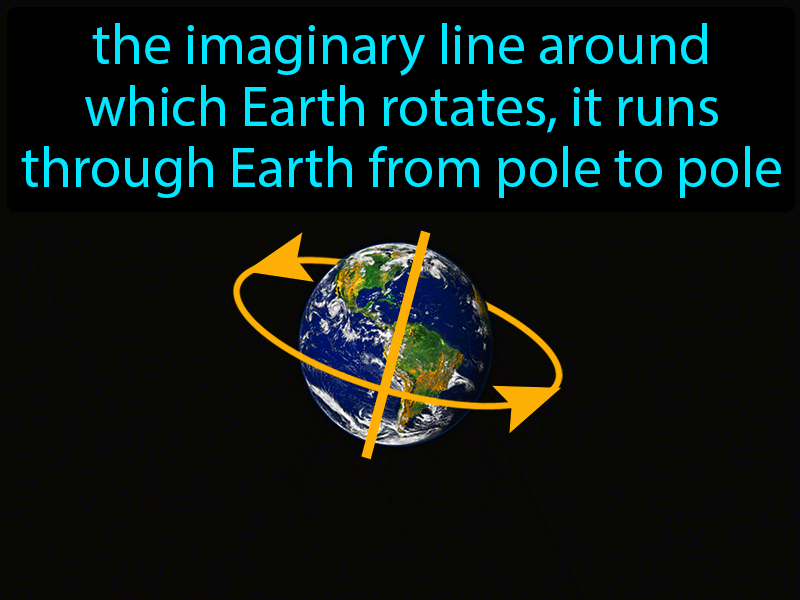 the imaginary line around
which Earth rotates, it runs
through Earth from pole to pole